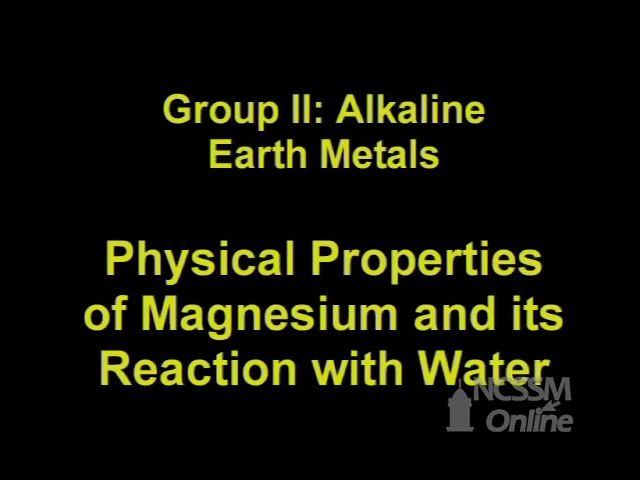 Group II: Alkaline
Earth Metals
Physical Properties
of Magnesium and its
Reaction with Water
NCSSM
Online